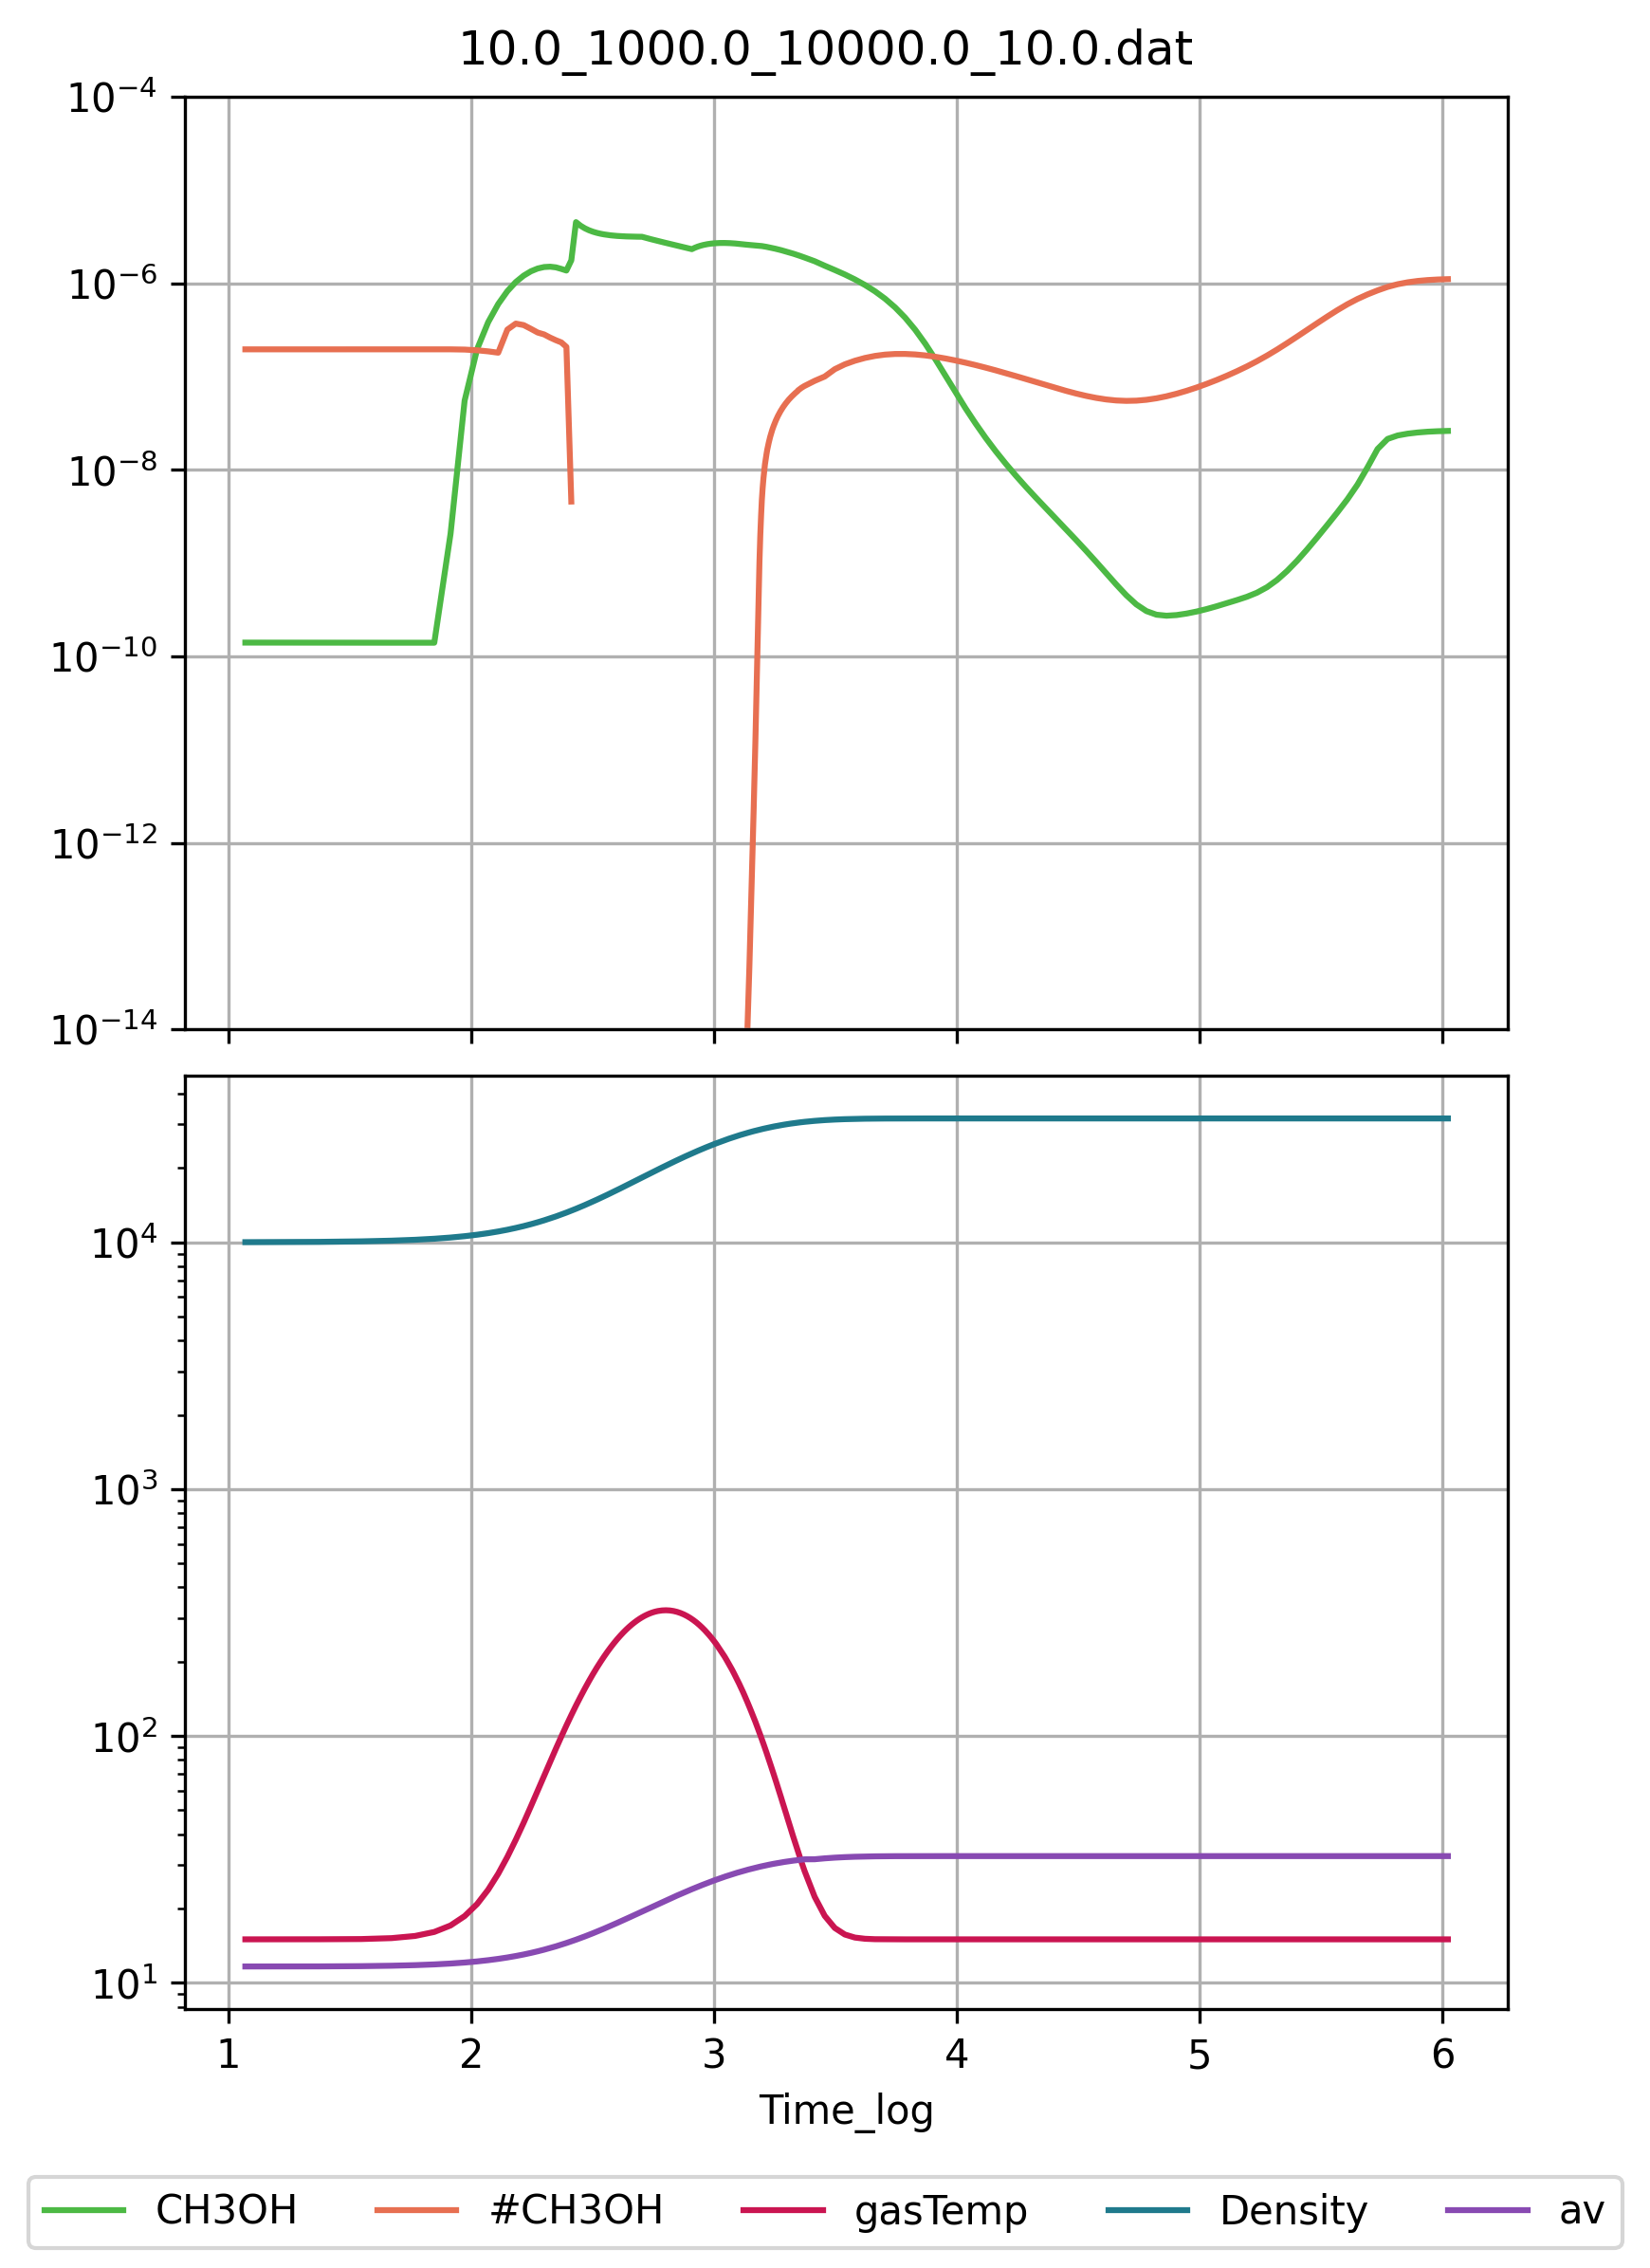 10.0_1000.0_10000.0_10.0.dat
10⁻⁴
10⁻⁶
10⁻⁸
10⁻¹⁰
10⁻¹²
10⁻¹⁴
10⁴
10³
10²
10¹
1 2 3 4 5 6
Time_log
CH3OH #CH3OH gasTemp Density av